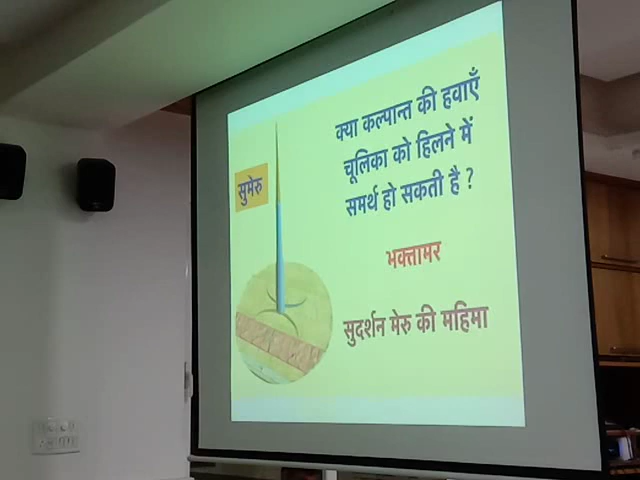 सुमेरु
क्या कल्पान्त की हवाएँ
चूलिका को हिलने में
समर्थ हो सकती है ?
भक्तामर
सुदर्शन मेरु की महिमा